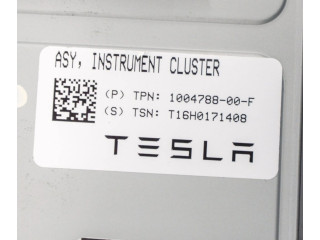 ASY, INSTRUMENT CLUSTER
(P) TPN: 1004788-00-F
(S) TSN: T16H0171408
TESLA